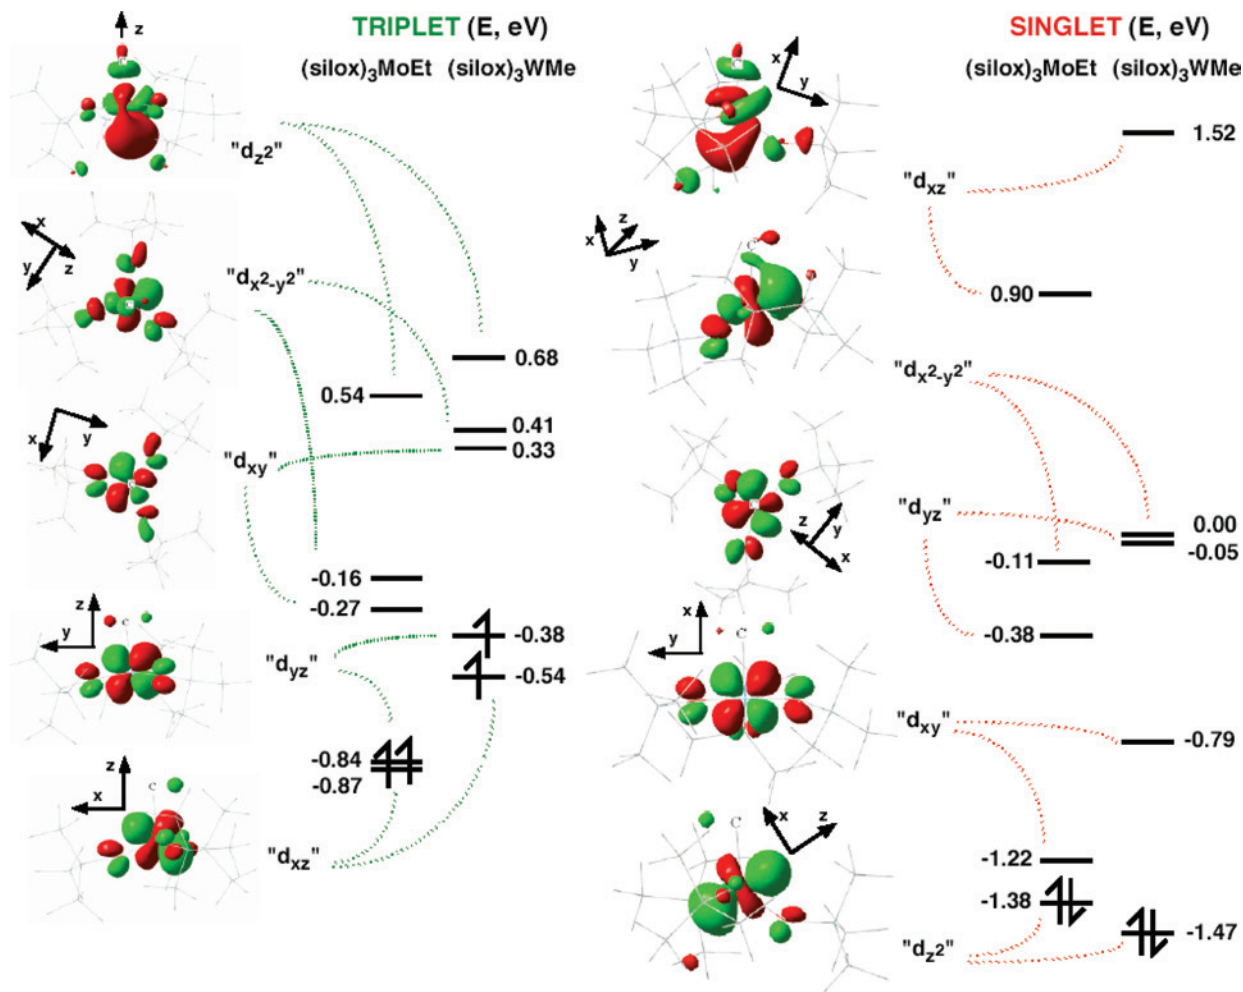 TRIPLET (E, eV)
(silox)3MoEt (silox)3WMe
z
"dz2"
x
z
y
"dx2-y2"
0.68
0.54
0.41
0.33
x
y
"dxy"
C
-0.16
-0.27
z
y
C
"dyz"
-0.38
-0.54
-0.84
-0.87
z
x
C
"dxz"
SINGLET (E, eV)
(silox)3MoEt (silox)3WMe
C
x
y
1.52
"dxz"
x
z
y
C
0.90
"dx2-y2"
C
z
y
x
"dyz"
0.00
-0.05
-0.11
-0.38
x
y
C
"dxy"
-0.79
x
z
C
-1.22
-1.38
-1.47
"dz2"